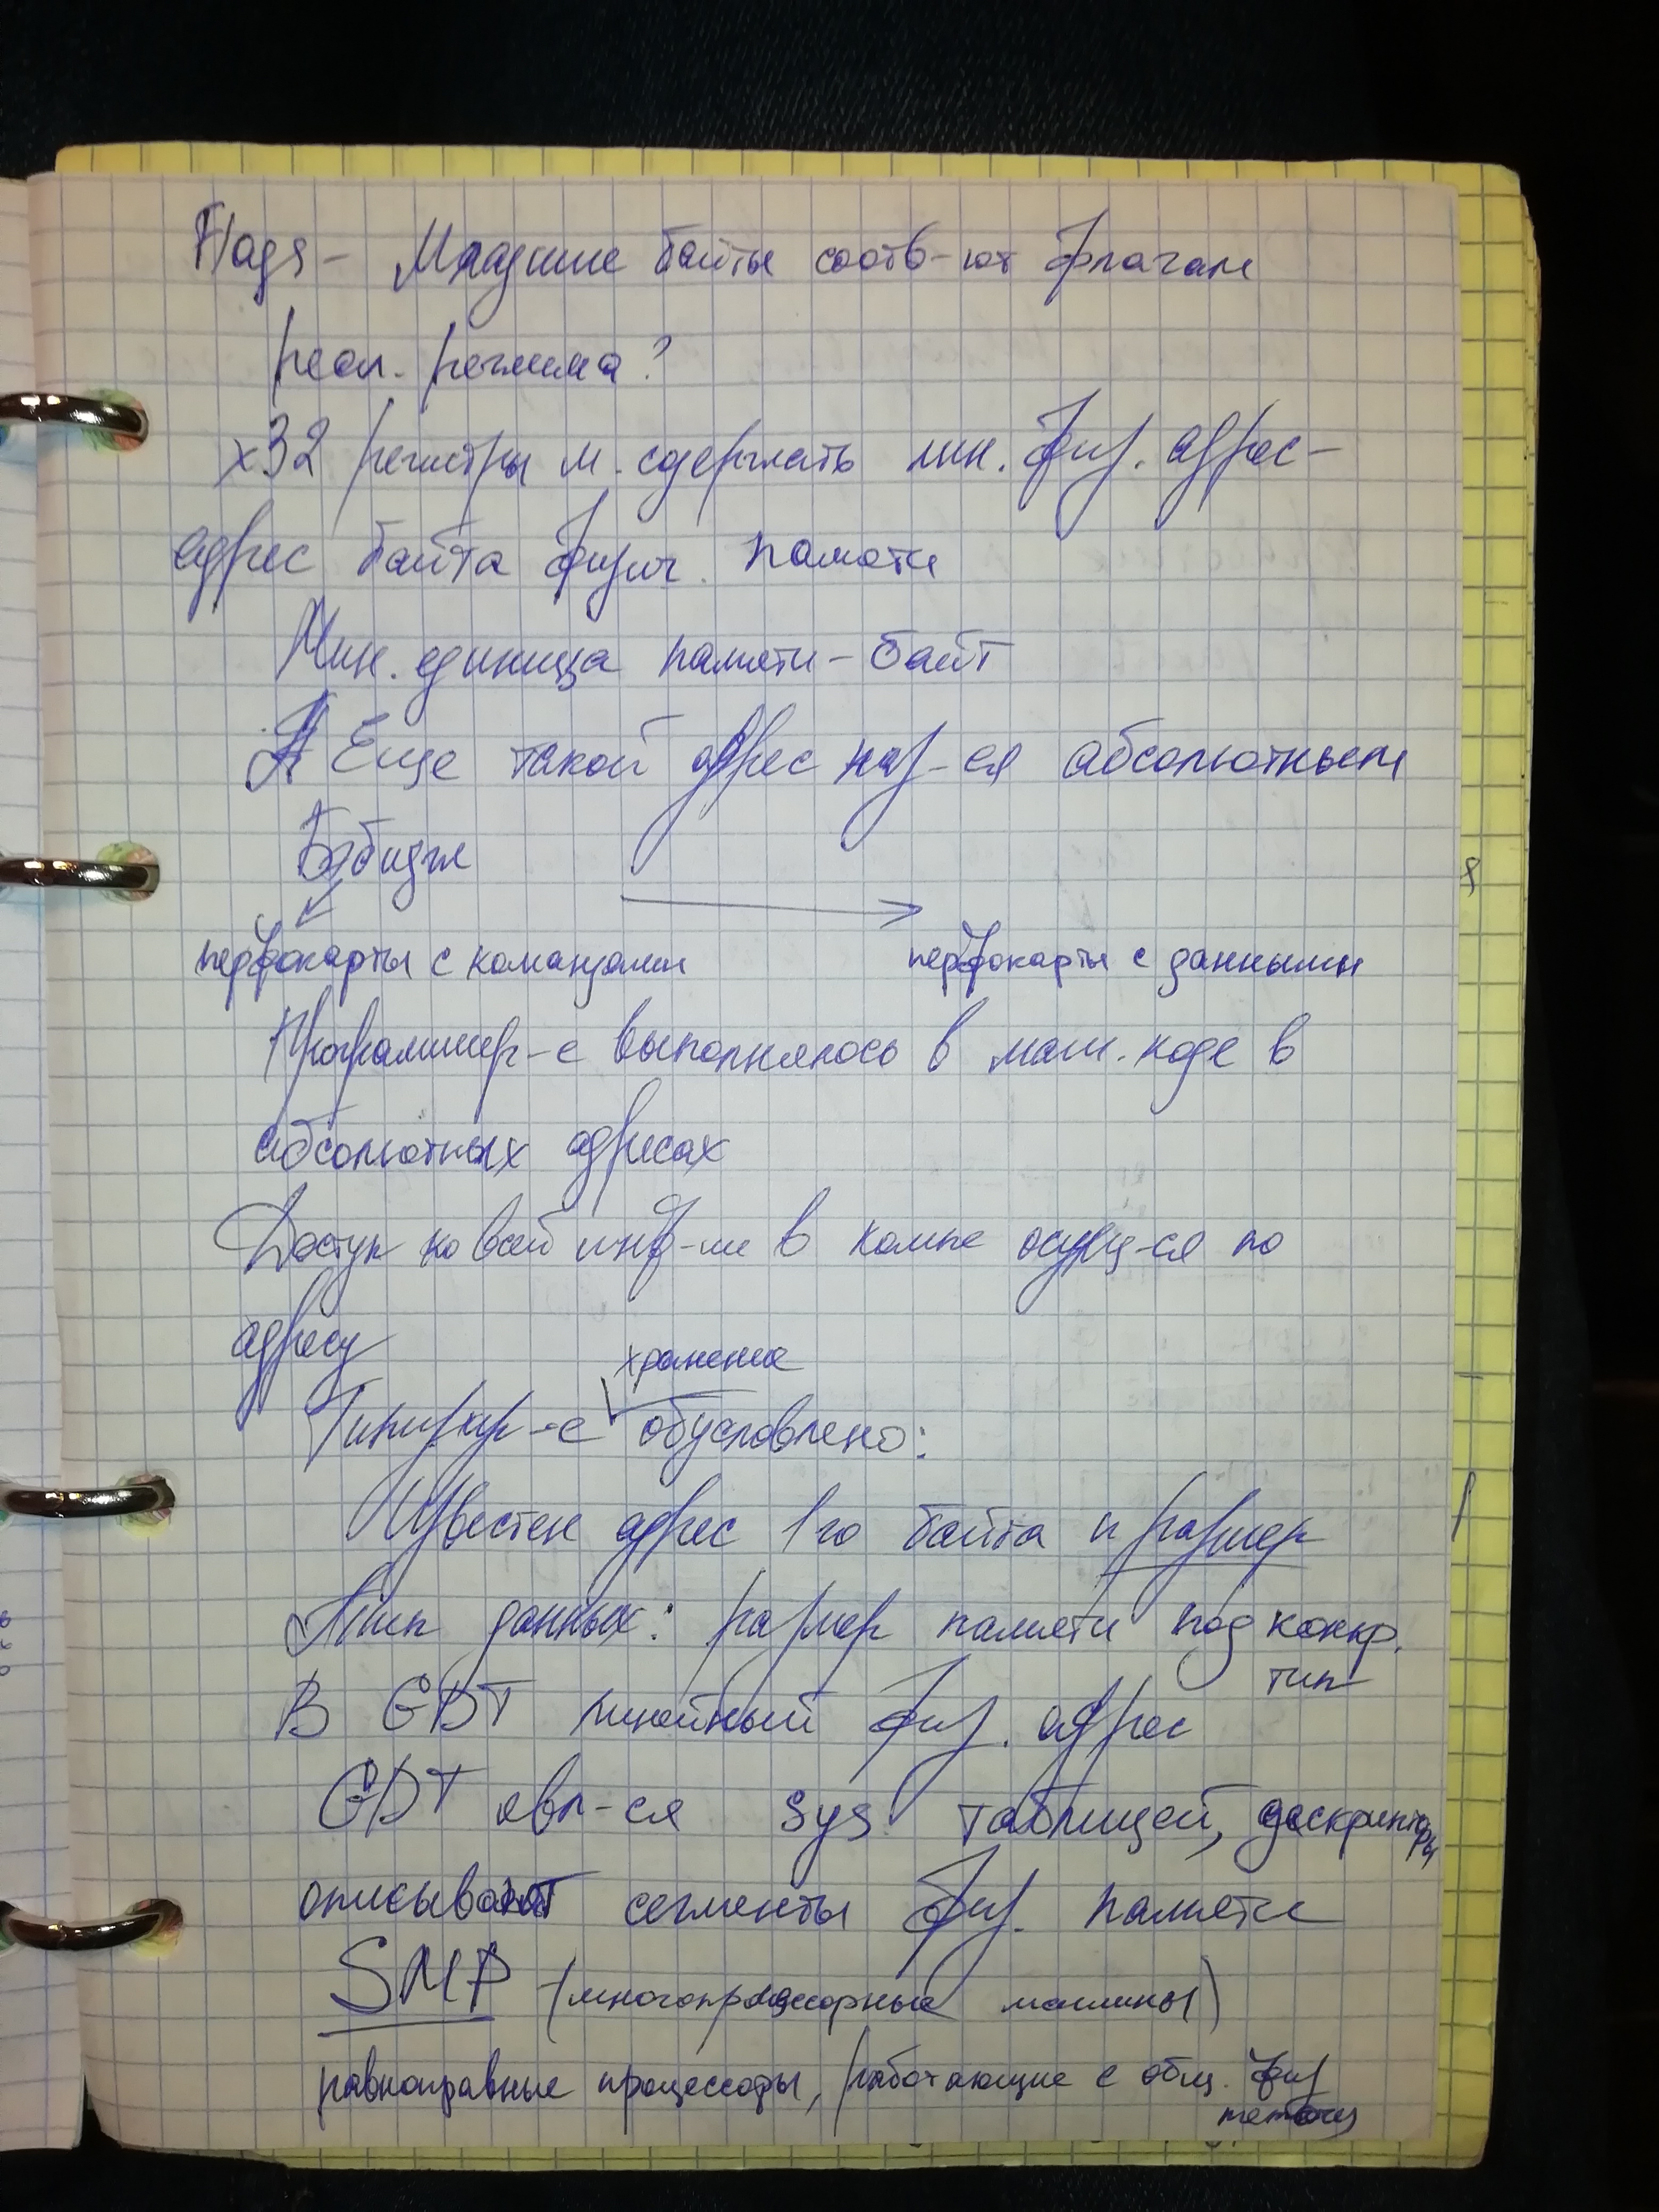 Flags - Младшие байты соотв-ют флагам
реал. режима?
x32 регистры м. содержать лин. физ. адрес-
адрес байта физич. памяти
Мин. единица памяти - байт
Еще такой адрес наз-ся абсолютным
Бэбидж
перфокарты с командами перфокарты с данными
Программир-е выполнялось в маш. коде в
абсолютных адресах
Доступ ко всей инф-ии в компе осущ-ся по
адресу
хранение
Типизир-е обусловлено:
Известен адрес 1го байта и размер
Тип данных: размер памяти под конкр.
тип
В GDT линейный физ. адрес
GDT явл-ся sys таблицей, дескрипторы
описывают сегменты физ. памяти
SMP - (многопроцессорные машины)
равноправные процессоры, работающие с общ. физ